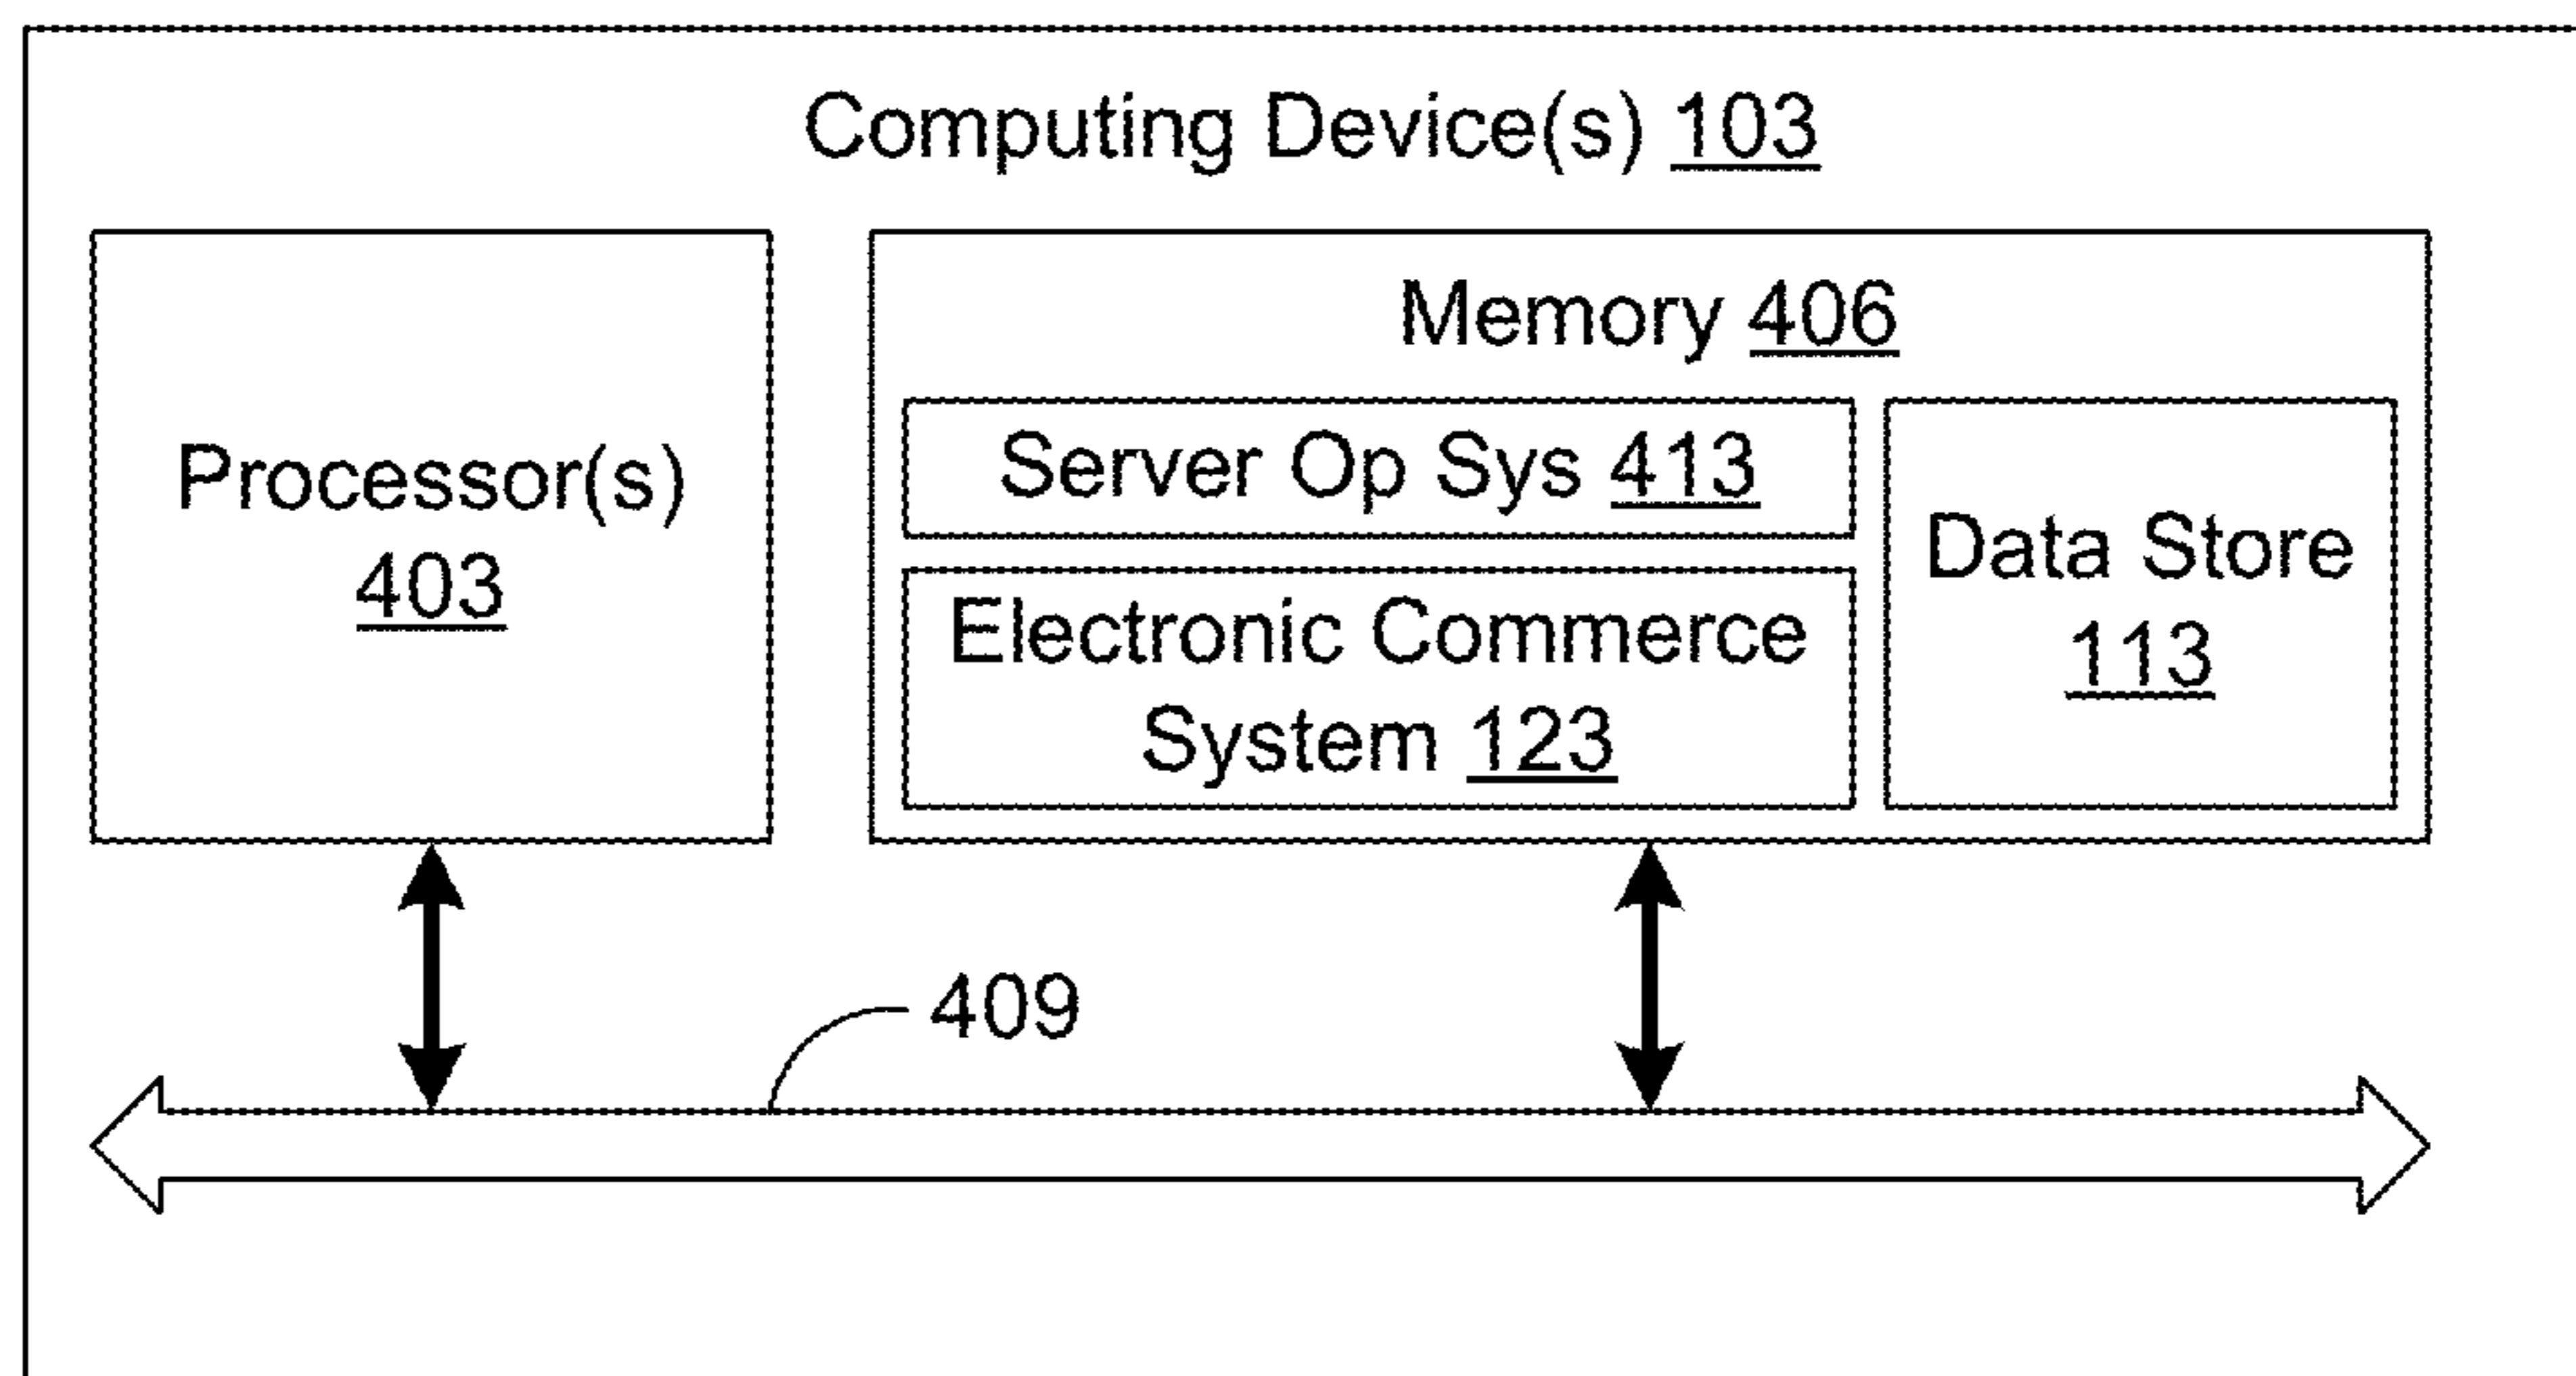 Computing Device(s) 103
Processor(s)
403
Memory 406
Server Op Sys 413
Electronic Commerce
System 123
Data Store
113
409